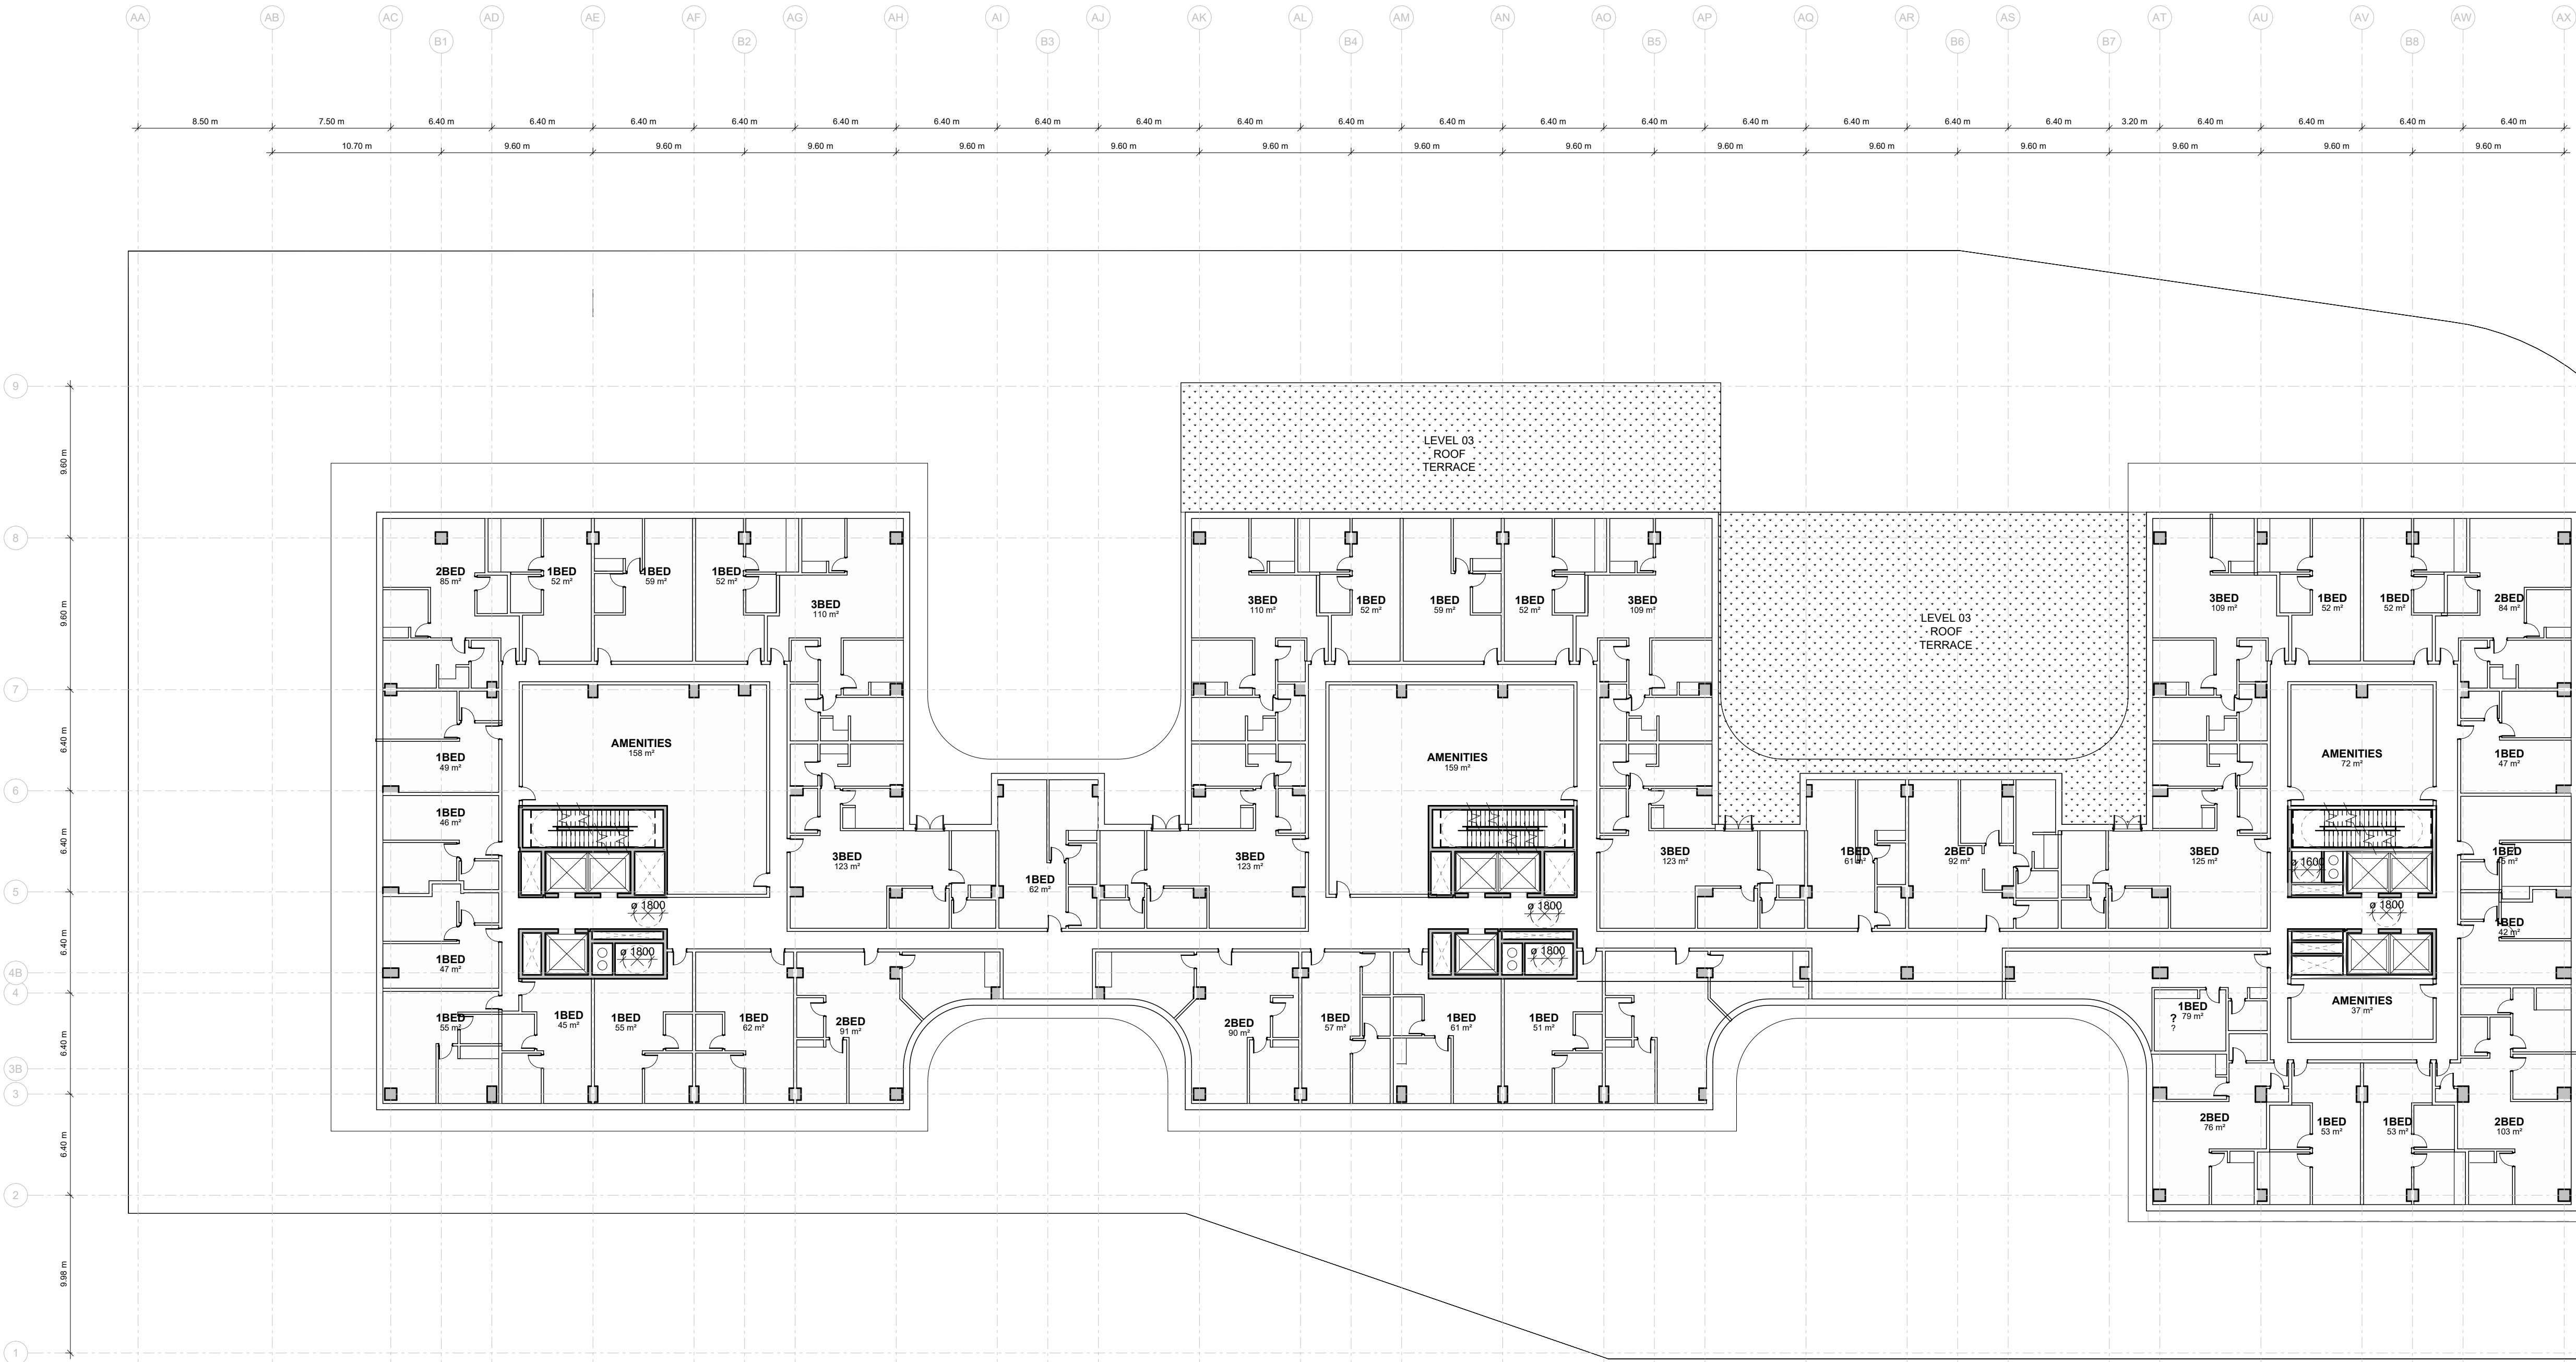 AA AB AC AD AE AF AG AH AI AJ AK AL AM AN AO AP AQ AR AS AT AU AV AW AX
B1 B2 B3 B4 B5 B6 B7 B8
8.50 m 7.50 m 6.40 m 6.40 m 6.40 m 6.40 m 6.40 m 6.40 m 6.40 m 6.40 m 6.40 m 6.40 m 6.40 m 6.40 m 6.40 m 6.40 m 6.40 m 6.40 m 6.40 m 3.20 m 6.40 m 6.40 m 6.40 m 6.40 m
10.70 m 9.60 m 9.60 m 9.60 m 9.60 m 9.60 m 9.60 m 9.60 m 9.60 m 9.60 m 9.60 m 9.60 m 9.60 m 9.60 m 9.60 m
9
8
7
6
5
4B
4
3B
3
2
1
9.60 m
9.60 m
6.40 m
6.40 m
6.40 m
6.40 m
6.40 m
9.98 m
2BED
85 m²
1BED
52 m²
1BED
59 m²
1BED
52 m²
3BED
110 m²
AMENITIES
158 m²
1BED
49 m²
1BED
46 m²
1BED
47 m²
1BED
55 m²
1BED
45 m²
1BED
55 m²
1BED
62 m²
2BED
91 m²
3BED
123 m²
ø 1800
ø 1800
1BED
62 m²
LEVEL 03
ROOF
TERRACE
3BED
110 m²
1BED
52 m²
1BED
59 m²
1BED
52 m²
3BED
109 m²
AMENITIES
159 m²
3BED
123 m²
3BED
123 m²
ø 1800
ø 1800
2BED
90 m²
1BED
57 m²
1BED
61 m²
1BED
51 m²
LEVEL 03
ROOF
TERRACE
1BED
61 m²
2BED
92 m²
3BED
125 m²
3BED
109 m²
1BED
52 m²
1BED
52 m²
2BED
84 m²
AMENITIES
72 m²
1BED
47 m²
ø 1600
1BED
ø 1800
1BED
42 m²
AMENITIES
37 m²
1BED
79 m²
?
?
2BED
76 m²
1BED
53 m²
1BED
53 m²
2BED
103 m²